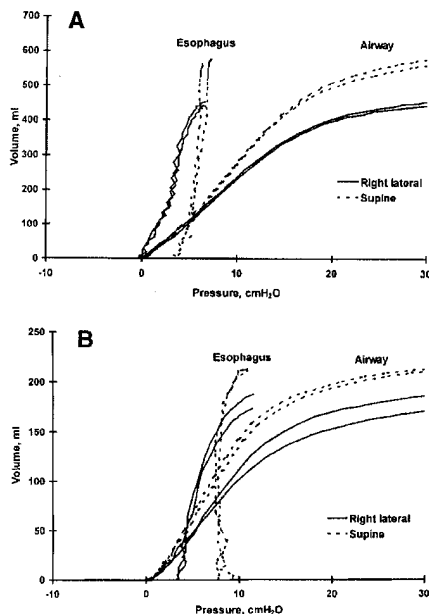 A
Esophagus
Airway
700
600
500
400
300
200
100
0
Volume, ml
Right lateral
Supine
-10
0
10
20
30
Pressure, cmH₂O
B
Esophagus
Airway
250
200
150
100
50
0
Volume, ml
Right lateral
Supine
-10
0
10
20
30
Pressure, cmH₂O